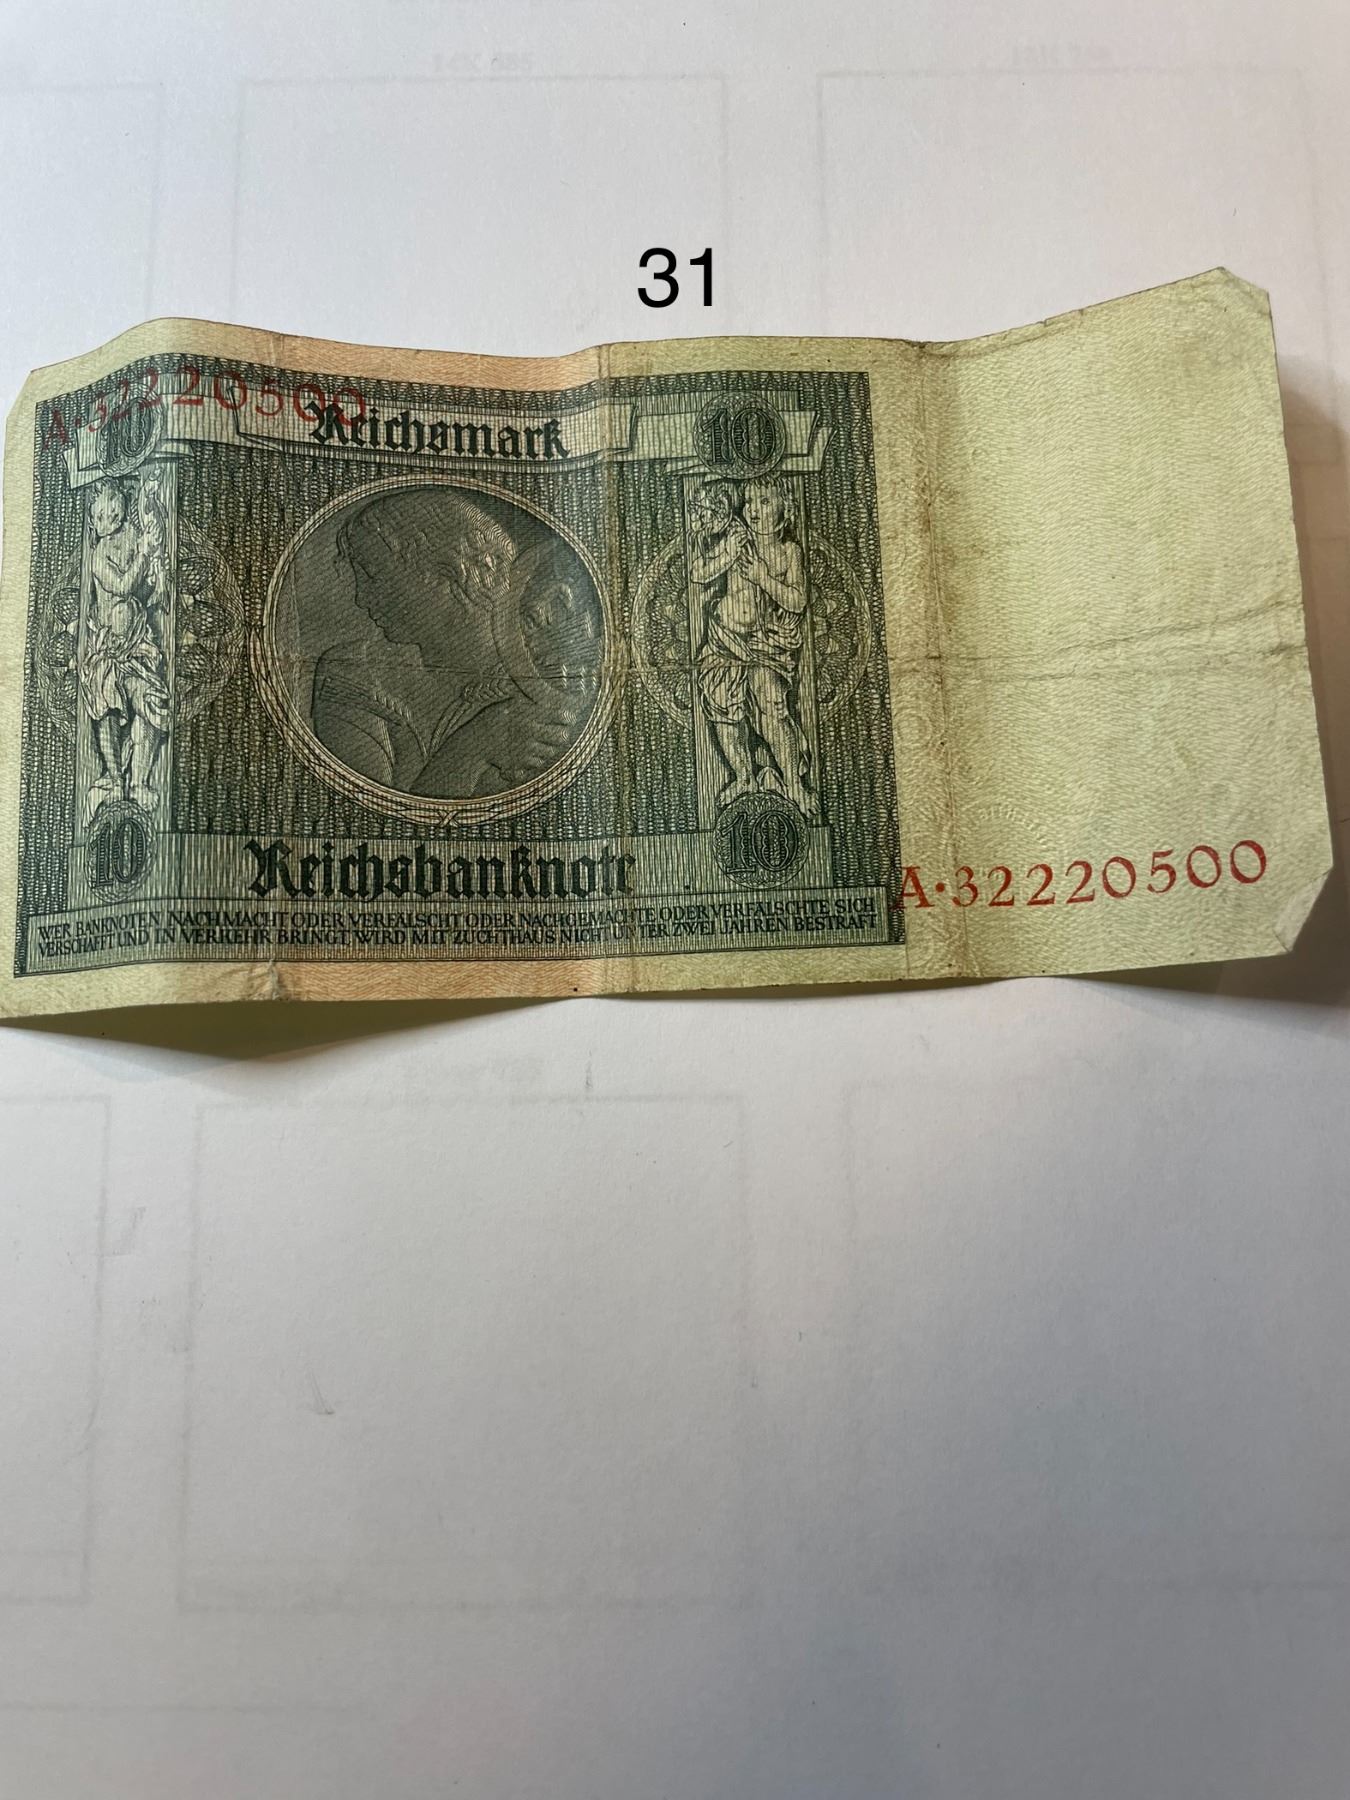 31
A·32220500
10 Reichsmark 10
10 Reichsbanknote 10
A·32220500
WER BANKNOTEN NACHMACHT ODER VERFÄLSCHT ODER NACHGEMACHTE ODER VERFÄLSCHTE SICH
VERSCHAFFT UND IN VERKEHR BRINGT, WIRD MIT ZUCHTHAUS NICHT UNTER ZWEI JAHREN BESTRAFT